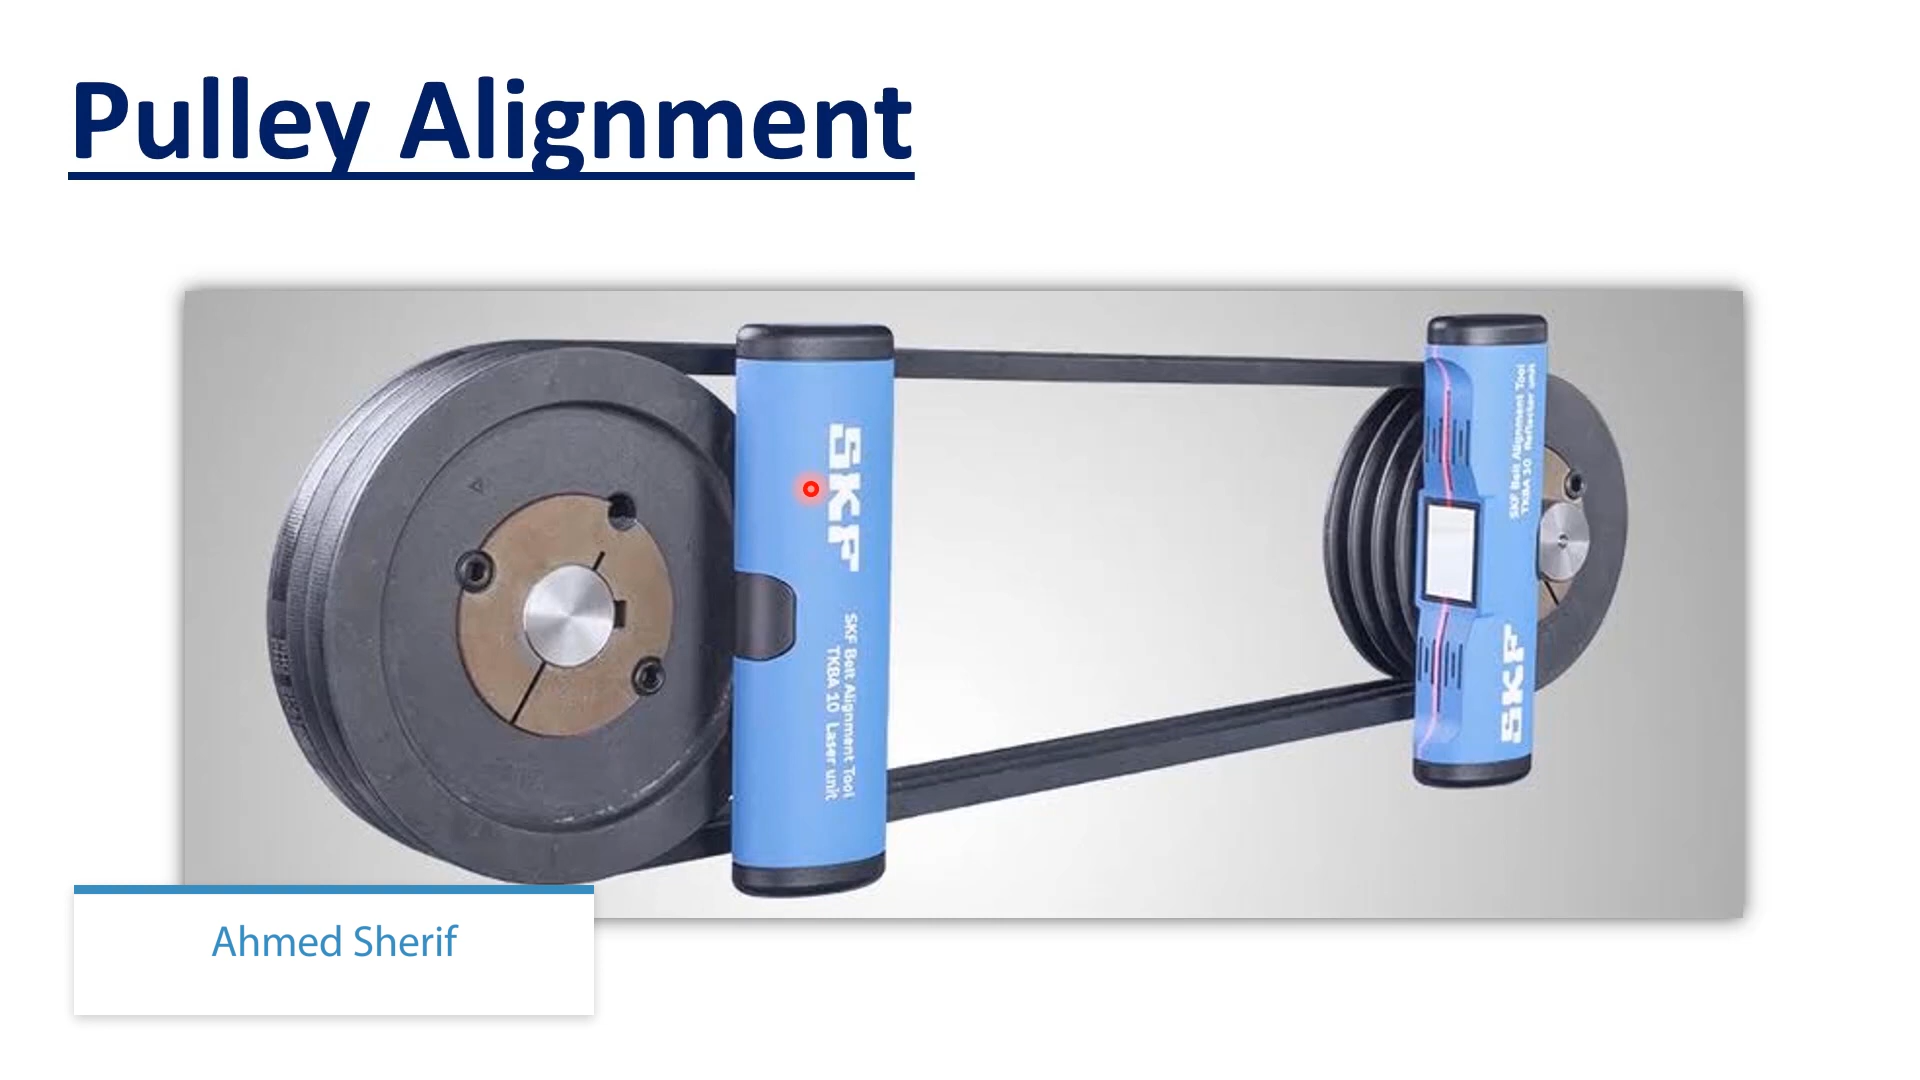 Pulley Alignment
SKF
SKF Belt Alignment Tool
TKBA 10 Laser unit
SKF Belt Alignment Tool
TKBA 10 Reflector unit
SKF
Ahmed Sherif